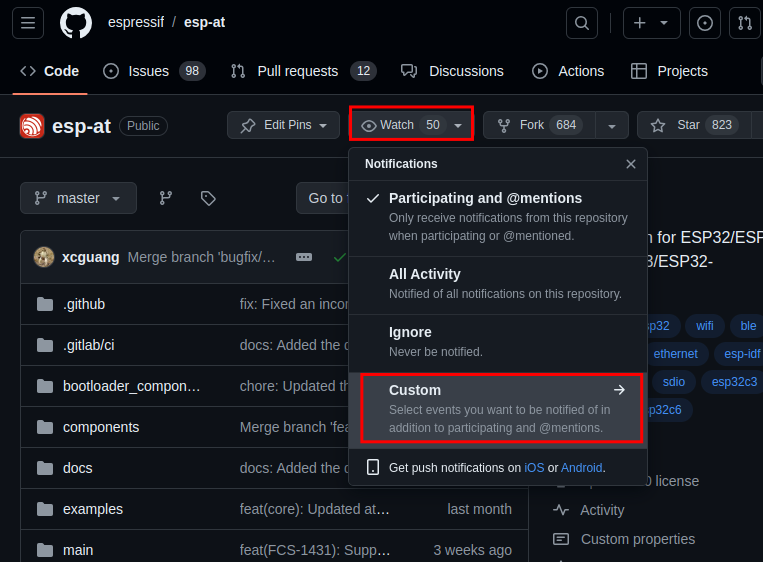 espressif / esp-at
Code Issues 98 Pull requests 12 Discussions Actions Projects
esp-at Public Edit Pins Watch 50 Fork 684 Star 823
Notifications
Participating and @mentions
Only receive notifications from this repository
when participating or @mentioned.
All Activity
Notified of all notifications on this repository.
Ignore
Never be notified.
Custom
Select events you want to be notified of in
addition to participating and @mentions.
Get push notifications on iOS or Android.
master Go to
xcguang Merge branch 'bugfix/…
.github fix: Fixed an incor
.gitlab/ci docs: Added the
bootloader_compon… chore: Updated th
components Merge branch 'fea
docs docs: Added the
examples feat(core): Updated at… last month
main feat(FCS-1431): Supp… 3 weeks ago
for ESP32/ESP
/ESP32-
sp32 wifi ble
ethernet esp-idf
sdio esp32c3
sp32c6
license
Activity
Custom properties